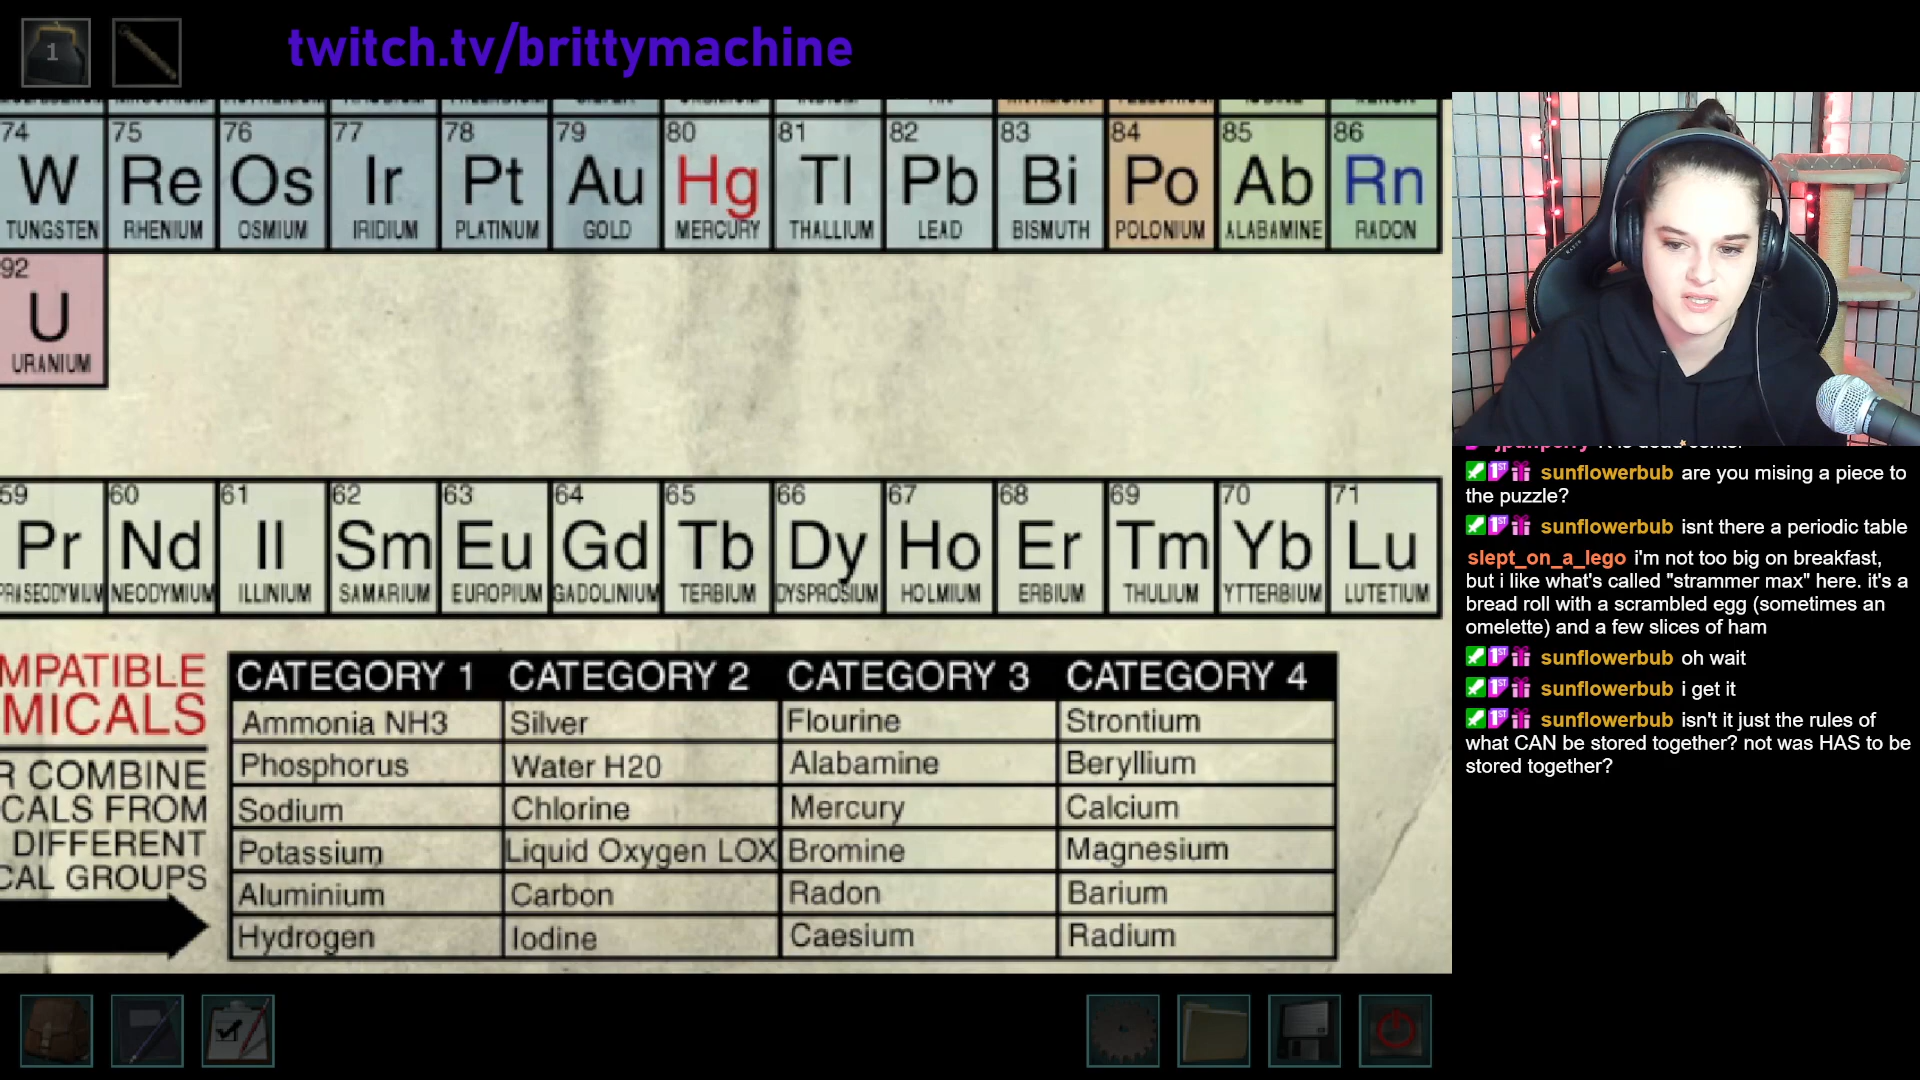 1
twitch.tv/brittymachine
74 75 76 77 78 79 80 81 82 83 84 85 86
W Re Os Ir Pt Au Hg Tl Pb Bi Po Ab Rn
TUNGSTEN RHENIUM OSMIUM IRIDIUM PLATINUM GOLD MERCURY THALLIUM LEAD BISMUTH POLONIUM ALABAMINE RADON
92
U
URANIUM
59 60 61 62 63 64 65 66 67 68 69 70 71
Pr Nd Il Sm Eu Gd Tb Dy Ho Er Tm Yb Lu
PRASEODYMIUM NEODYMIUM ILLINIUM SAMARIUM EUROPIUM GADOLINIUM TERBIUM DYSPROSIUM HOLMIUM ERBIUM THULIUM YTTERBIUM LUTETIUM
MPATIBLE
MICALS
R COMBINE
CALS FROM
DIFFERENT
CAL GROUPS
CATEGORY 1 CATEGORY 2 CATEGORY 3 CATEGORY 4
Ammonia NH3 Silver Flourine Strontium
Phosphorus Water H20 Alabamine Beryllium
Sodium Chlorine Mercury Calcium
Potassium Liquid Oxygen LOX Bromine Magnesium
Aluminium Carbon Radon Barium
Hydrogen Iodine Caesium Radium
1ST sunflowerbub are you mising a piece to
the puzzle?
1ST sunflowerbub isnt there a periodic table
slept_on_a_lego i'm not too big on breakfast,
but i like what's called "strammer max" here. it's a
bread roll with a scrambled egg (sometimes an
omelette) and a few slices of ham
1ST sunflowerbub oh wait
1ST sunflowerbub i get it
1ST sunflowerbub isn't it just the rules of
what CAN be stored together? not was HAS to be
stored together?